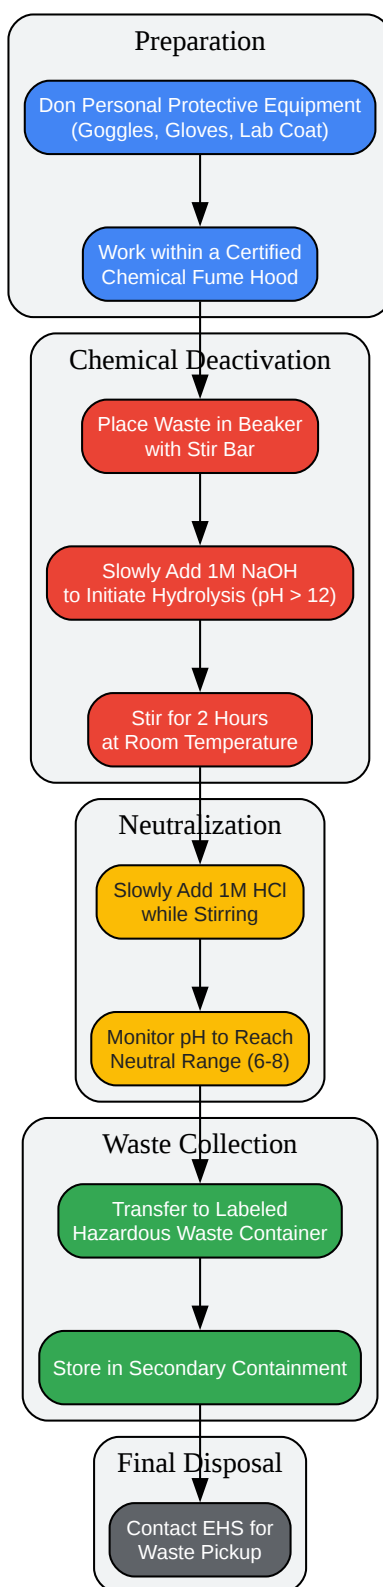 Preparation
Don Personal Protective Equipment
(Goggles, Gloves, Lab Coat)
Work within a Certified
Chemical Fume Hood
Chemical Deactivation
Place Waste in Beaker
with Stir Bar
Slowly Add 1M NaOH
to Initiate Hydrolysis (pH > 12)
Stir for 2 Hours
at Room Temperature
Neutralization
Slowly Add 1M HCl
while Stirring
Monitor pH to Reach
Neutral Range (6-8)
Waste Collection
Transfer to Labeled
Hazardous Waste Container
Store in Secondary Containment
Final Disposal
Contact EHS for
Waste Pickup